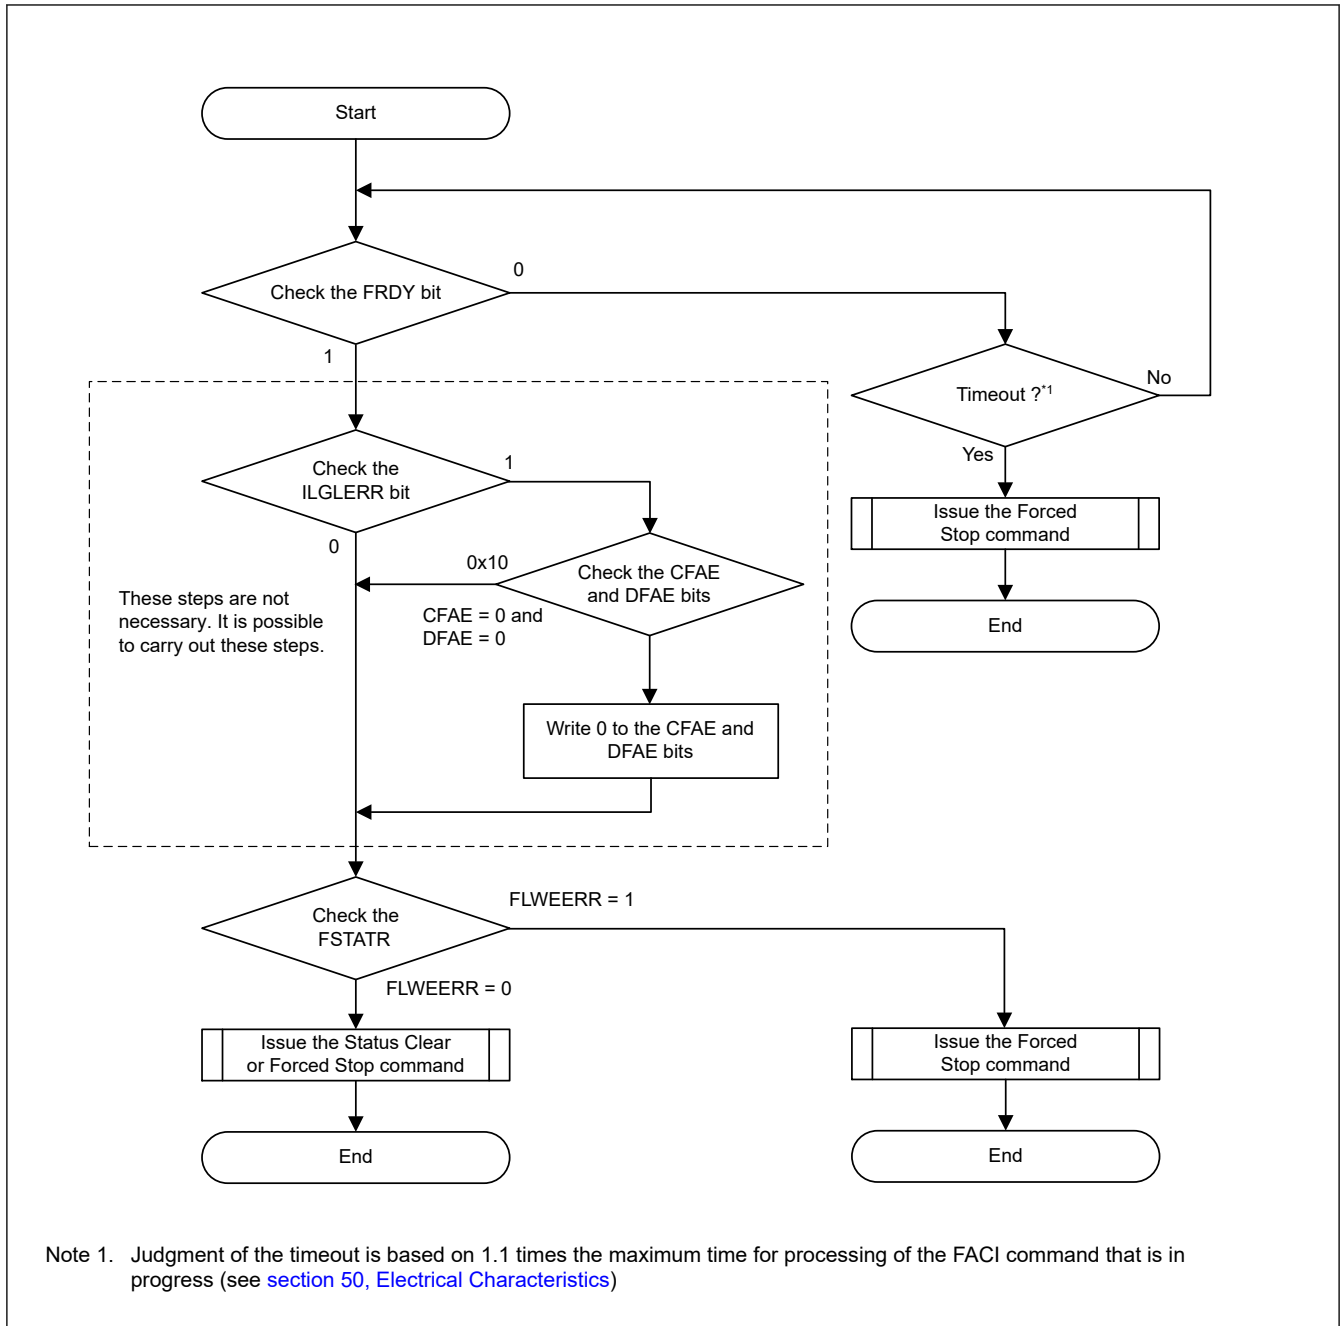 Start
0
Check the FRDY bit
1
Timeout ?*1
No
Yes
Issue the Forced
Stop command
End
Check the
ILGLERR bit
1
0
0x10
Check the CFAE
and DFAE bits
CFAE = 0 and
DFAE = 0
These steps are not
necessary. It is possible
to carry out these steps.
Write 0 to the CFAE and
DFAE bits
Check the
FSTATR
FLWEERR = 1
FLWEERR = 0
Issue the Status Clear
or Forced Stop command
Issue the Forced
Stop command
End
End
Note 1. Judgment of the timeout is based on 1.1 times the maximum time for processing of the FACI command that is in
progress (see section 50, Electrical Characteristics)